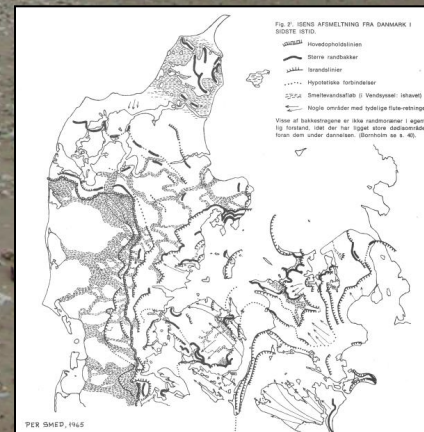 Fig. 2'. ISENS AFSMELTNING FRA DANMARK I
SIDSTE ISTID.
Hovedopholdslinien
Større randbakker
Israndslinier
Hypotetiske forbindelser
Smeltevandsafløb (i Vendsyssel: Ishavet)
Nogle områder med tydelige flute-retninger
Visse af bakkestrøgene er ikke randmoræner i egent-
lig forstand, idet der har ligget store dødisområder
foran dem under dannelsen. (Bornholm se s. 40).
PER SMED, 1965